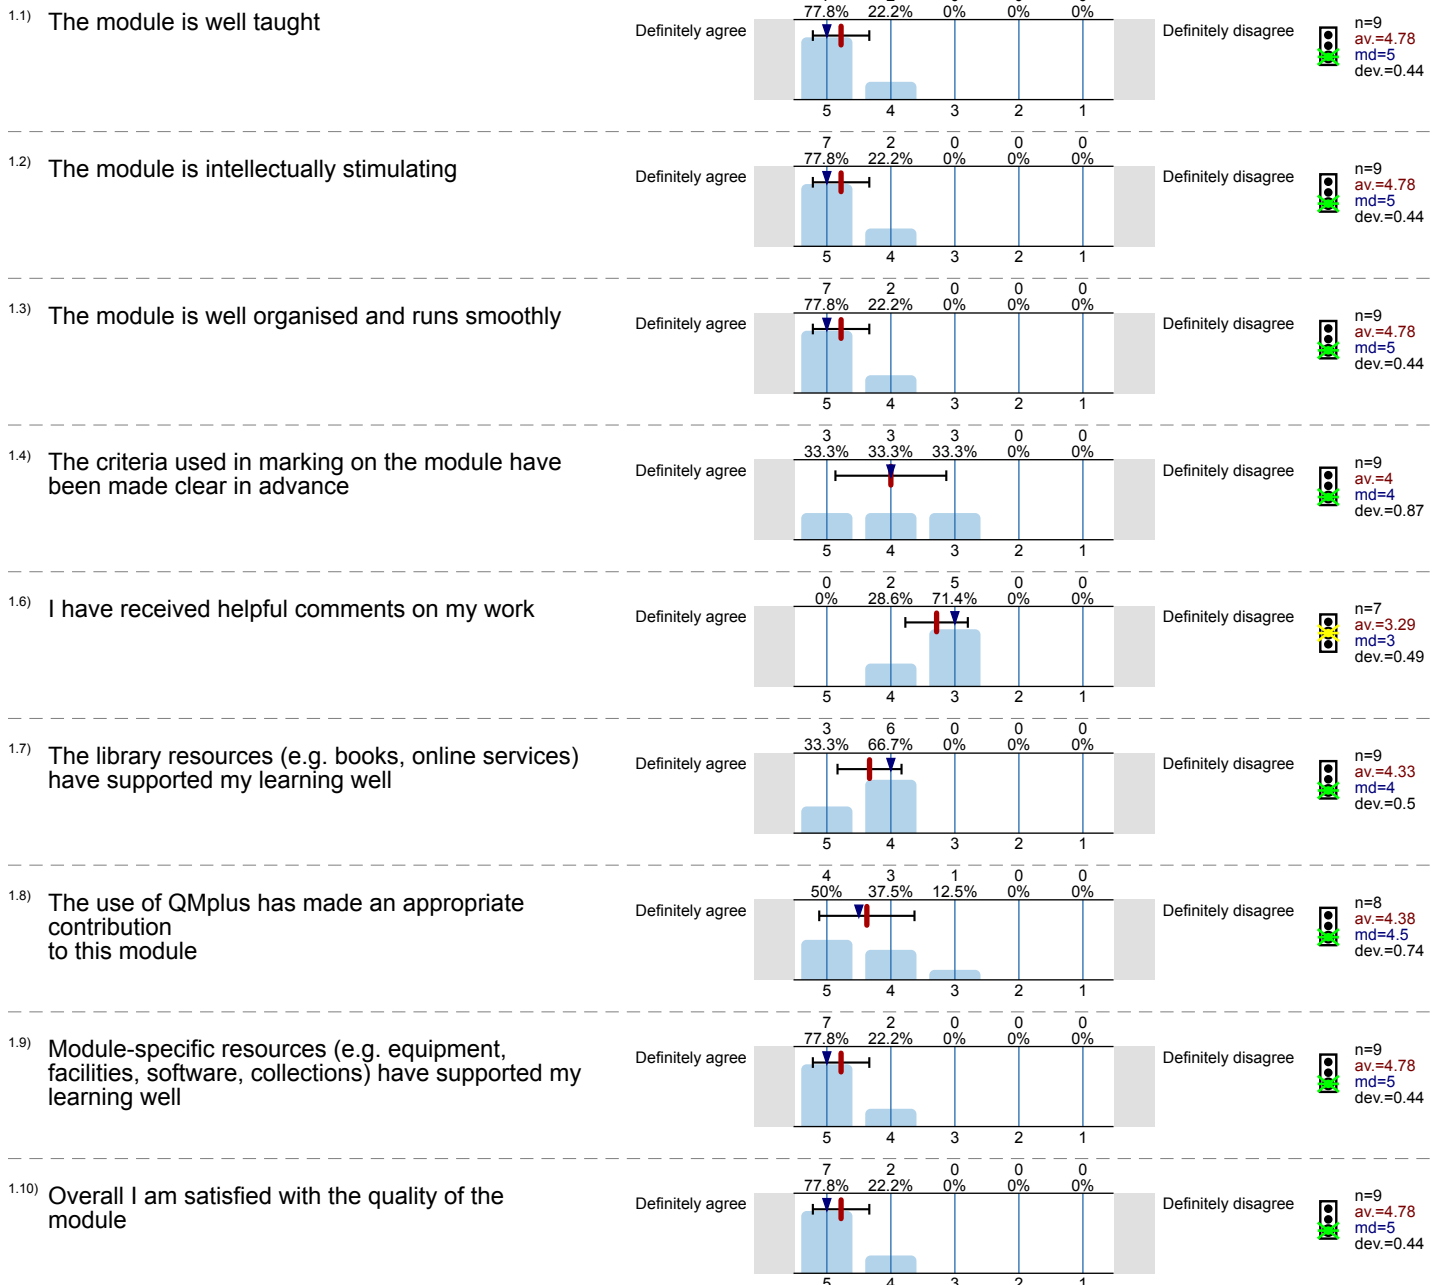 1.1) The module is well taught
Definitely agree
77.8% 22.2% 0% 0% 0%
5 4 3 2 1
Definitely disagree
n=9
av.=4.78
md=5
dev.=0.44
1.2) The module is intellectually stimulating
Definitely agree
7 2 0 0 0
77.8% 22.2% 0% 0% 0%
5 4 3 2 1
Definitely disagree
n=9
av.=4.78
md=5
dev.=0.44
1.3) The module is well organised and runs smoothly
Definitely agree
7 2 0 0 0
77.8% 22.2% 0% 0% 0%
5 4 3 2 1
Definitely disagree
n=9
av.=4.78
md=5
dev.=0.44
1.4) The criteria used in marking on the module have
been made clear in advance
Definitely agree
3 3 3 0 0
33.3% 33.3% 33.3% 0% 0%
5 4 3 2 1
Definitely disagree
n=9
av.=4
md=4
dev.=0.87
1.6) I have received helpful comments on my work
Definitely agree
0 2 5 0 0
0% 28.6% 71.4% 0% 0%
5 4 3 2 1
Definitely disagree
n=7
av.=3.29
md=3
dev.=0.49
1.7) The library resources (e.g. books, online services)
have supported my learning well
Definitely agree
3 6 0 0 0
33.3% 66.7% 0% 0% 0%
5 4 3 2 1
Definitely disagree
n=9
av.=4.33
md=4
dev.=0.5
1.8) The use of QMplus has made an appropriate
contribution
to this module
Definitely agree
4 3 1 0 0
50% 37.5% 12.5% 0% 0%
5 4 3 2 1
Definitely disagree
n=8
av.=4.38
md=4.5
dev.=0.74
1.9) Module-specific resources (e.g. equipment,
facilities, software, collections) have supported my
learning well
Definitely agree
7 2 0 0 0
77.8% 22.2% 0% 0% 0%
5 4 3 2 1
Definitely disagree
n=9
av.=4.78
md=5
dev.=0.44
1.10) Overall I am satisfied with the quality of the
module
Definitely agree
7 2 0 0 0
77.8% 22.2% 0% 0% 0%
5 4 3 2 1
Definitely disagree
n=9
av.=4.78
md=5
dev.=0.44